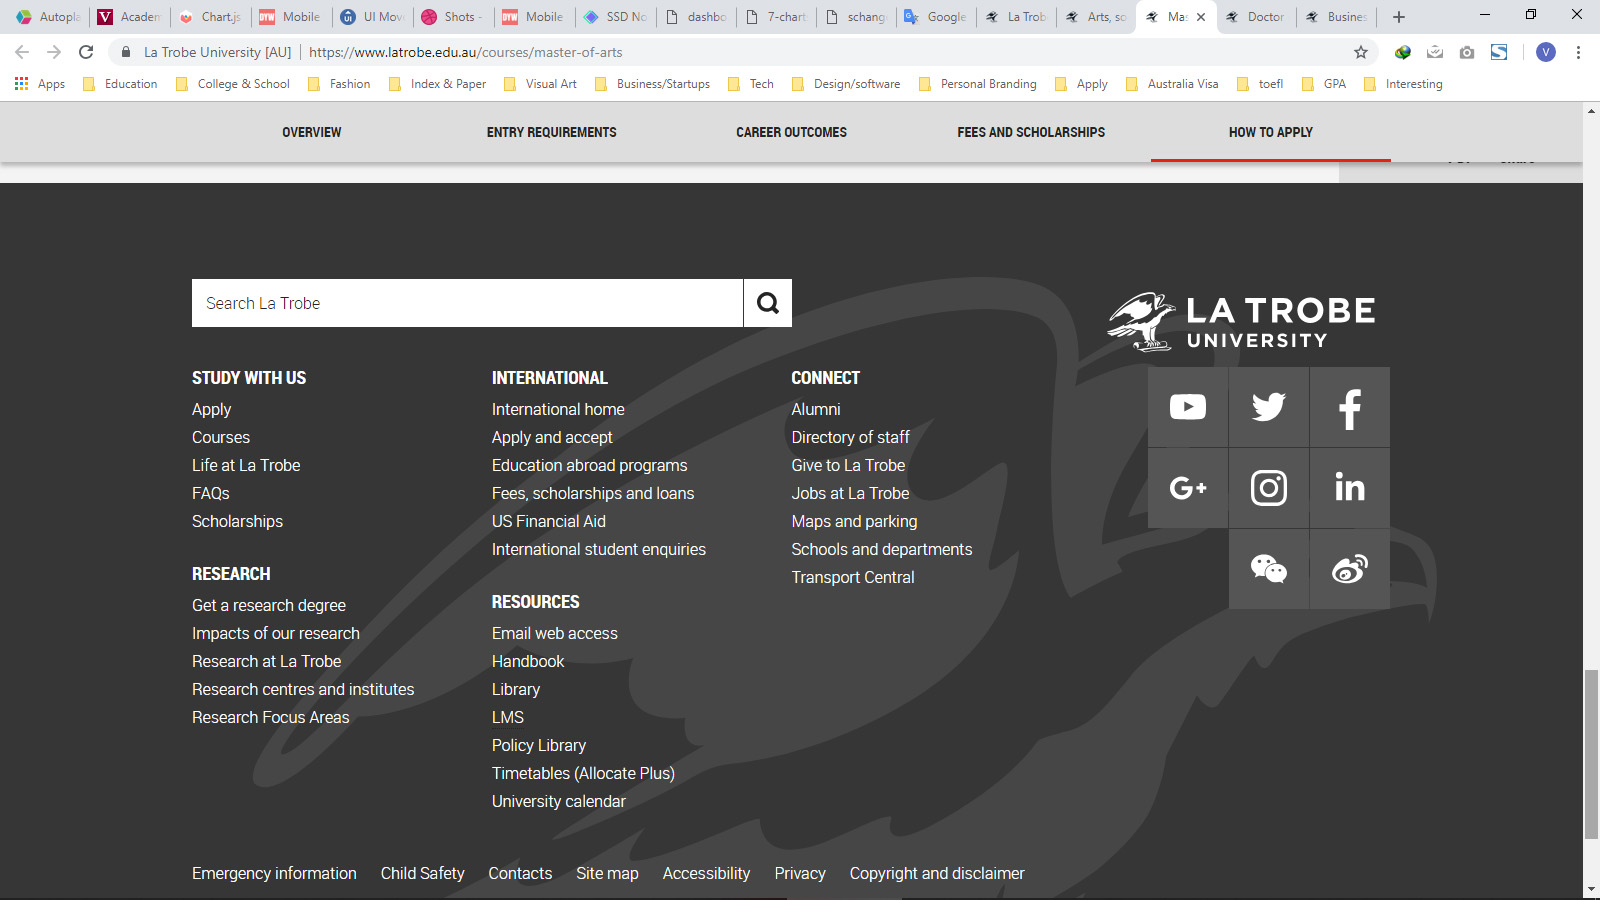 Autopla
Academ
Chart.js
Mobile
UI Mov
Shots -
Mobile
SSD No
dashbo
7-chart
schang
Google
La Trob
Arts, so
Mas
Doctor
Busines
La Trobe University [AU] | https://www.latrobe.edu.au/courses/master-of-arts
V
Apps
Education
College & School
Fashion
Index & Paper
Visual Art
Business/Startups
Tech
Design/software
Personal Branding
Apply
Australia Visa
toefl
GPA
Interesting
OVERVIEW
ENTRY REQUIREMENTS
CAREER OUTCOMES
FEES AND SCHOLARSHIPS
HOW TO APPLY
Search La Trobe
LA TROBE
UNIVERSITY
STUDY WITH US
Apply
Courses
Life at La Trobe
FAQs
Scholarships
RESEARCH
Get a research degree
Impacts of our research
Research at La Trobe
Research centres and institutes
Research Focus Areas
INTERNATIONAL
International home
Apply and accept
Education abroad programs
Fees, scholarships and loans
US Financial Aid
International student enquiries
RESOURCES
Email web access
Handbook
Library
LMS
Policy Library
Timetables (Allocate Plus)
University calendar
CONNECT
Alumni
Directory of staff
Give to La Trobe
Jobs at La Trobe
Maps and parking
Schools and departments
Transport Central
G+
in
Emergency information
Child Safety
Contacts
Site map
Accessibility
Privacy
Copyright and disclaimer